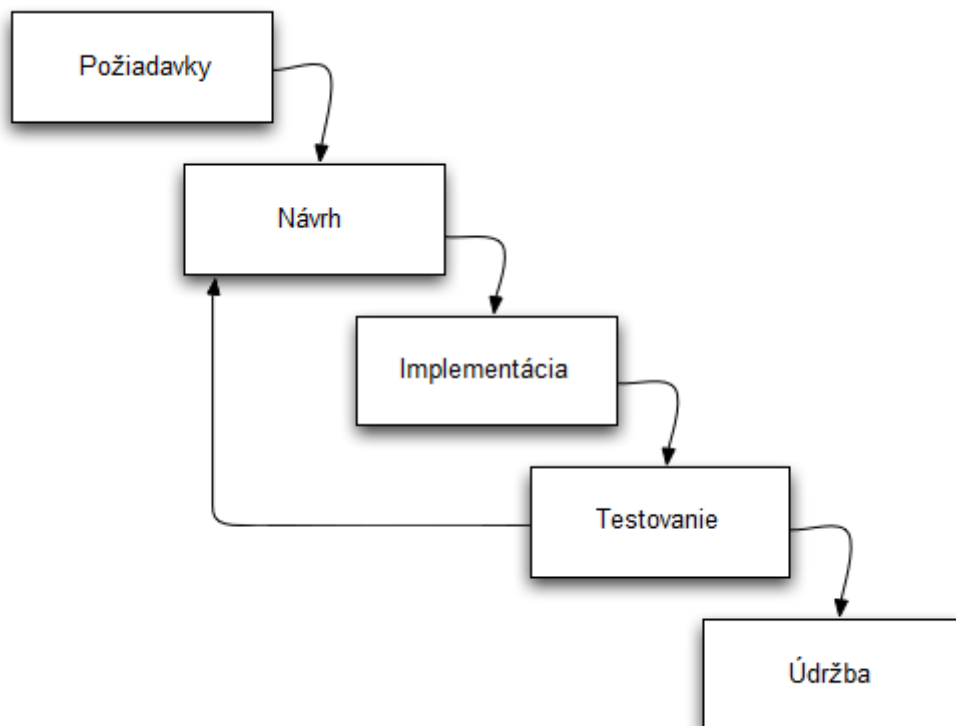 Požiadavky
Návrh
Implementácia
Testovanie
Údržba